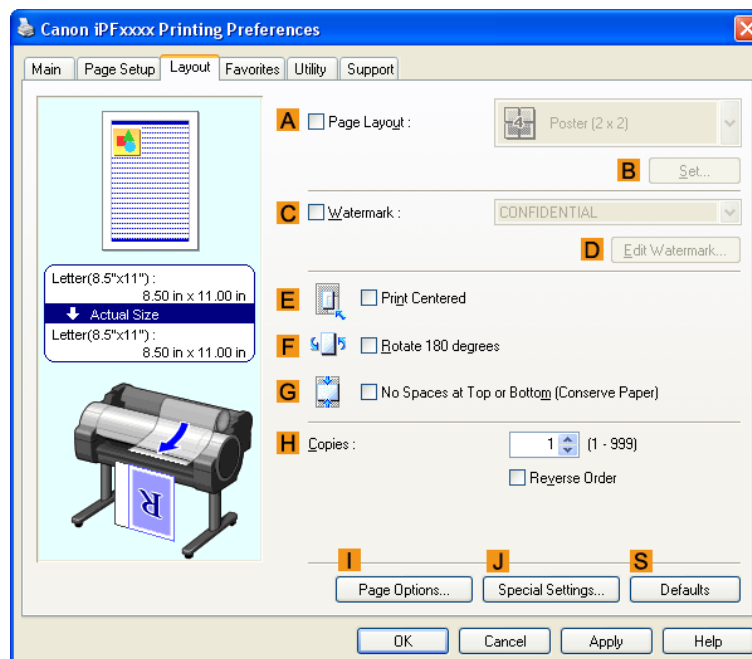 Canon iPFxxxx Printing Preferences
Main Page Setup Layout Favorites Utility Support
A Page Layout : 4 Poster (2 x 2)
B Set...
C Watermark : CONFIDENTIAL
D Edit Watermark...
Letter(8.5"x11") :
8.50 in x 11.00 in
Actual Size
Letter(8.5"x11") :
8.50 in x 11.00 in
E Print Centered
F Rotate 180 degrees
G No Spaces at Top or Bottom (Conserve Paper)
H Copies : 1 (1 - 999)
Reverse Order
R
I J S
Page Options... Special Settings... Defaults
OK Cancel Apply Help